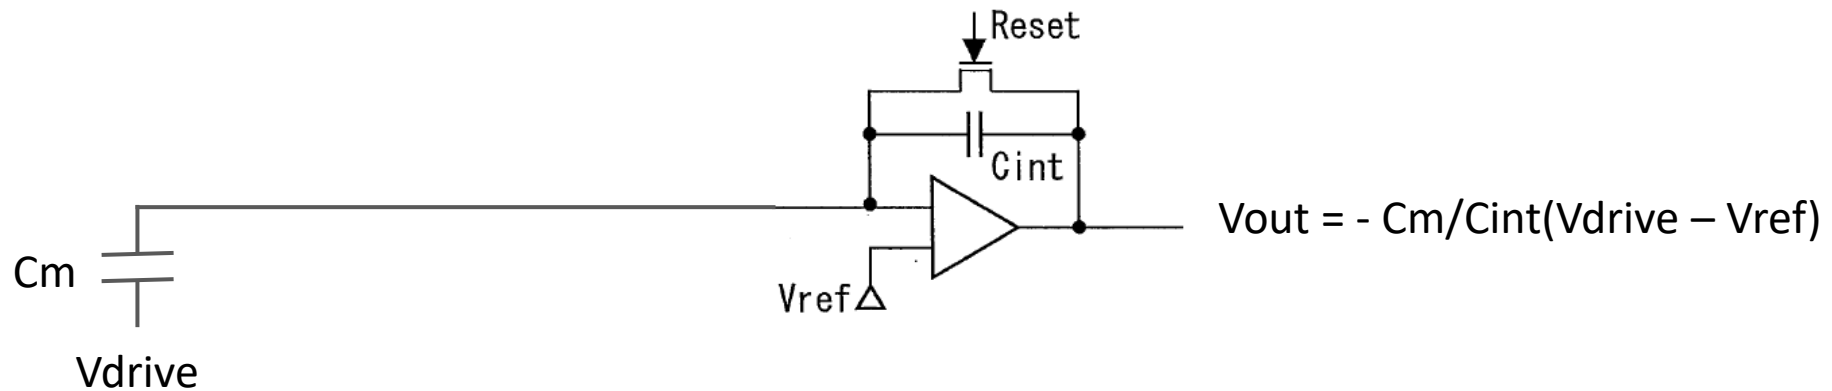 Reset
Cint
Vout = - Cm/Cint(Vdrive – Vref)
Cm
Vref
Vdrive